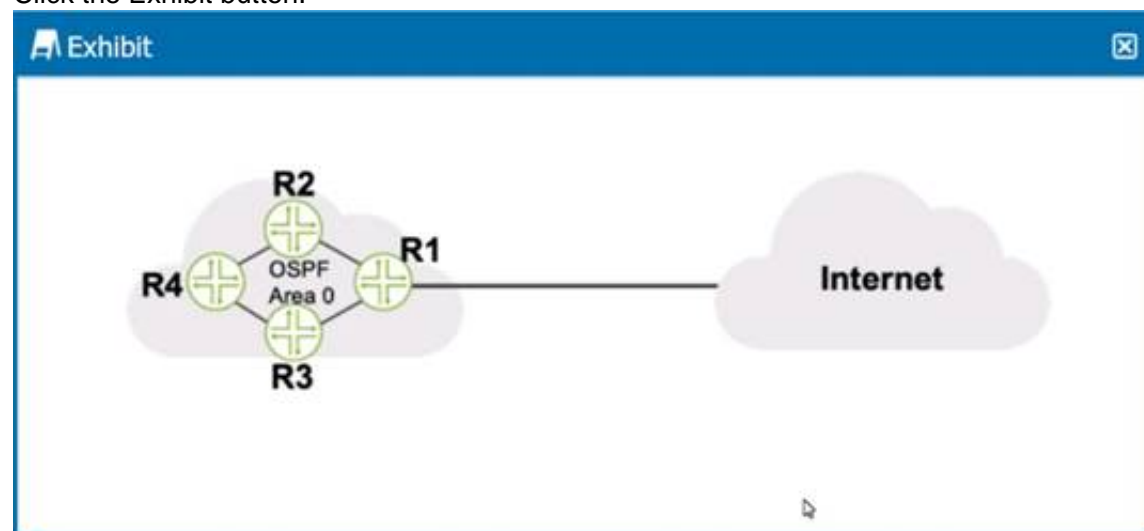 Click the Exhibit button.
Exhibit
R2
R1
OSPF
Area 0
R4
R3
Internet